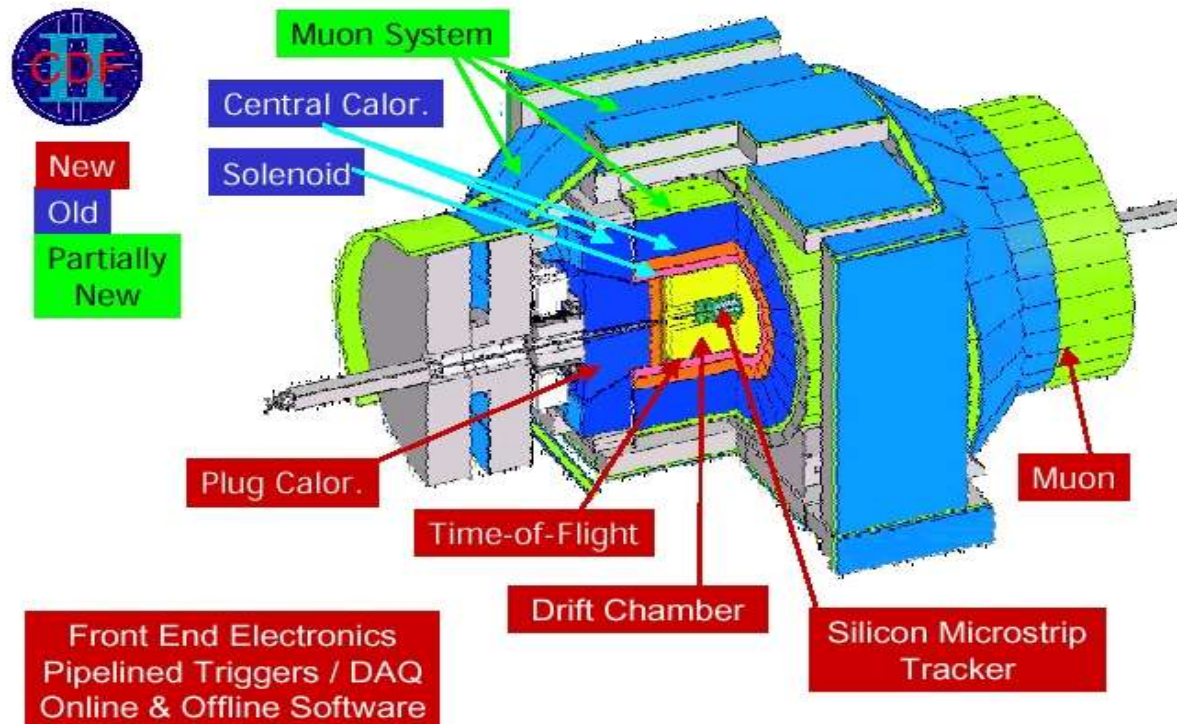 II
CDF
Muon System
Central Calor.
Solenoid
New
Old
Partially
New
Plug Calor.
Time-of-Flight
Drift Chamber
Silicon Microstrip
Tracker
Muon
Front End Electronics
Pipelined Triggers / DAQ
Online & Offline Software